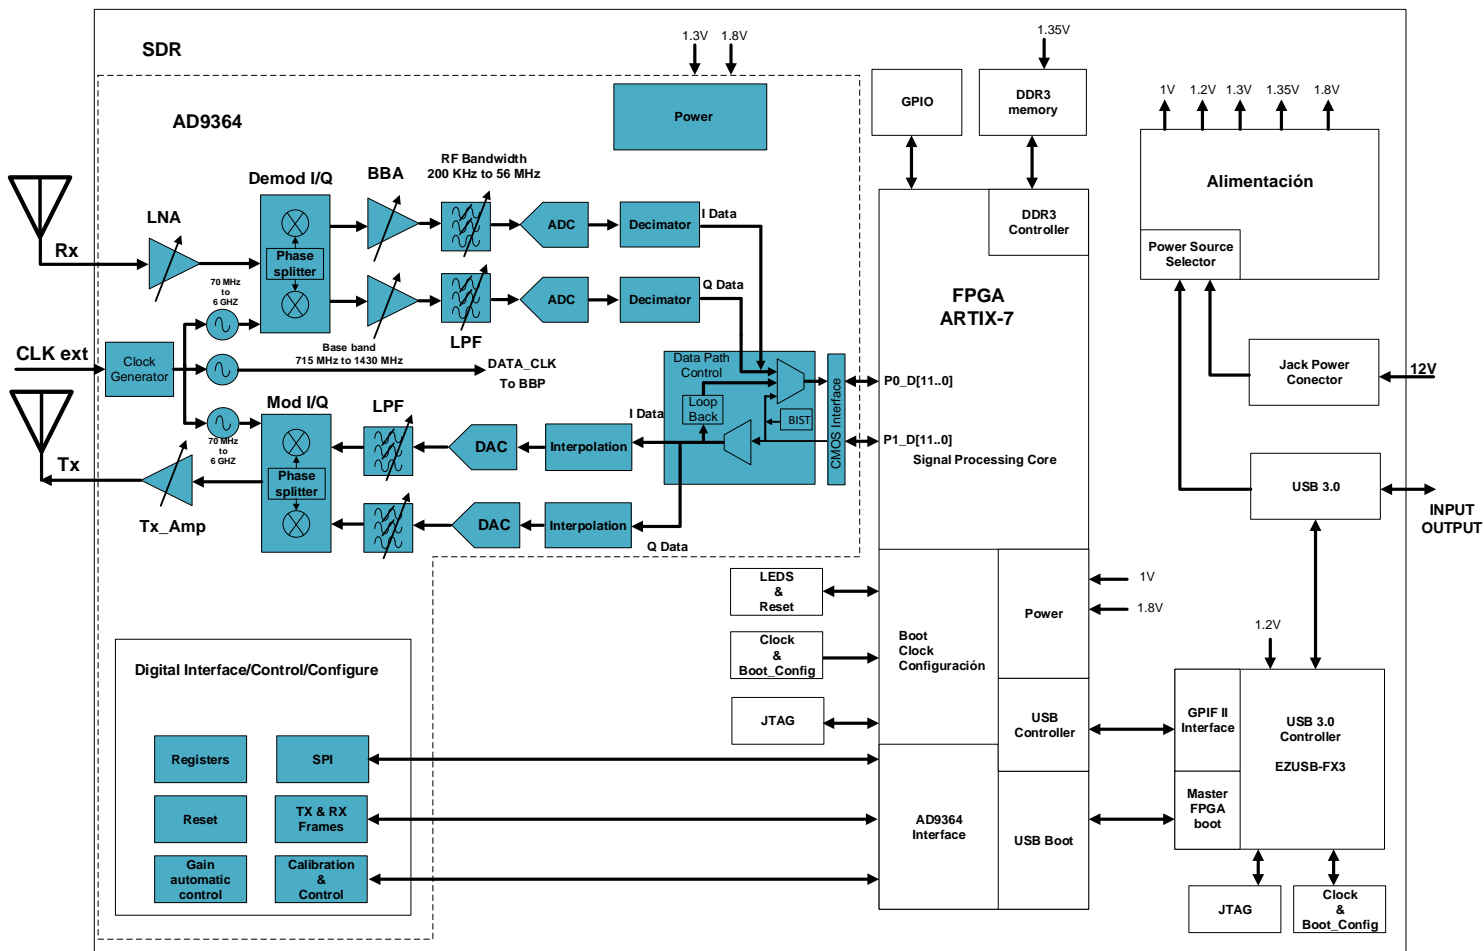 SDR
1.3V
1.8V
1.35V
AD9364
Power
GPIO
DDR3
memory
1V
1.2V
1.3V
1.35V
1.8V
Alimentación
Power Source
Selector
RF Bandwidth
200 KHz to 56 MHz
BBA
Demod I/Q
LNA
Rx
Phase
splitter
ADC
Decimator
I Data
70 MHz
to
6 GHZ
ADC
Decimator
Q Data
LPF
Base band
715 MHz to 1430 MHz
DDR3
Controller
FPGA
ARTIX-7
CLK ext
Clock
Generator
DATA_CLK
To BBP
Data Path
Control
Loop
Back
BIST
CMOS Interface
P0_D[11..0]
P1_D[11..0]
Signal Processing Core
Jack Power
Conector
12V
USB 3.0
INPUT
OUTPUT
Mod I/Q
LPF
I Data
70 MHz
to
6 GHZ
Tx
Phase
splitter
DAC
Interpolation
Tx_Amp
DAC
Interpolation
Q Data
LEDS
&
Reset
Clock
&
Boot_Config
JTAG
Boot
Clock
Configuración
Power
1V
1.8V
1.2V
USB
Controller
GPIF II
Interface
USB 3.0
Controller
EZUSB-FX3
Master
FPGA
boot
AD9364
Interface
USB Boot
JTAG
Clock
&
Boot_Config
Digital Interface/Control/Configure
Registers
SPI
Reset
TX & RX
Frames
Gain
automatic
control
Calibration
&
Control